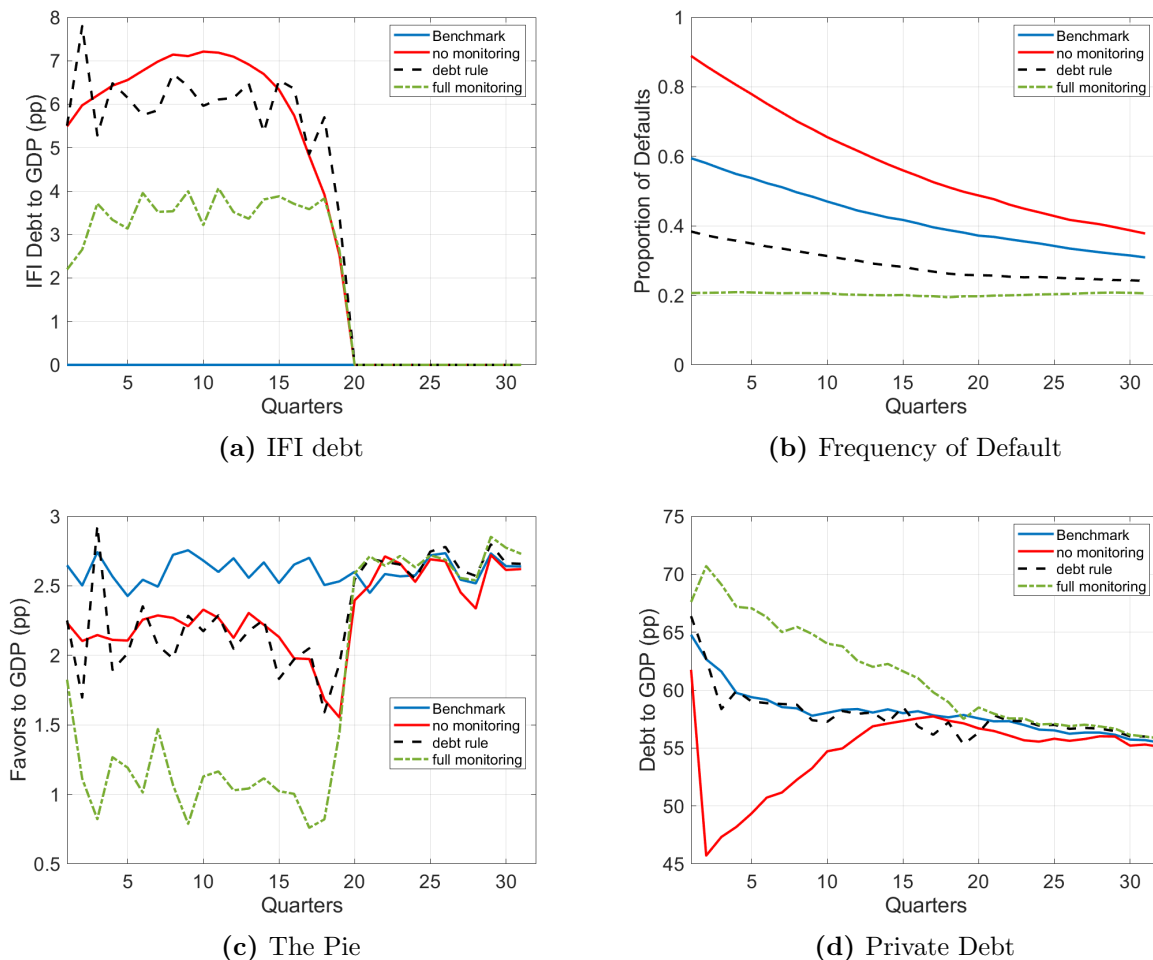 IFI Debt to GDP (pp)
8
7
6
5
4
3
2
1
0
5
10
15
20
25
30
Quarters
Benchmark
no monitoring
debt rule
full monitoring
(a) IFI debt
Proportion of Defaults
1
0.8
0.6
0.4
0.2
0
5
10
15
20
25
30
Quarters
Benchmark
no monitoring
debt rule
full monitoring
(b) Frequency of Default
Favors to GDP (pp)
3
2.5
2
1.5
1
0.5
5
10
15
20
25
30
Quarters
Benchmark
no monitoring
debt rule
full monitoring
(c) The Pie
Debt to GDP (pp)
75
70
65
60
55
50
45
5
10
15
20
25
30
Quarters
Benchmark
no monitoring
debt rule
full monitoring
(d) Private Debt